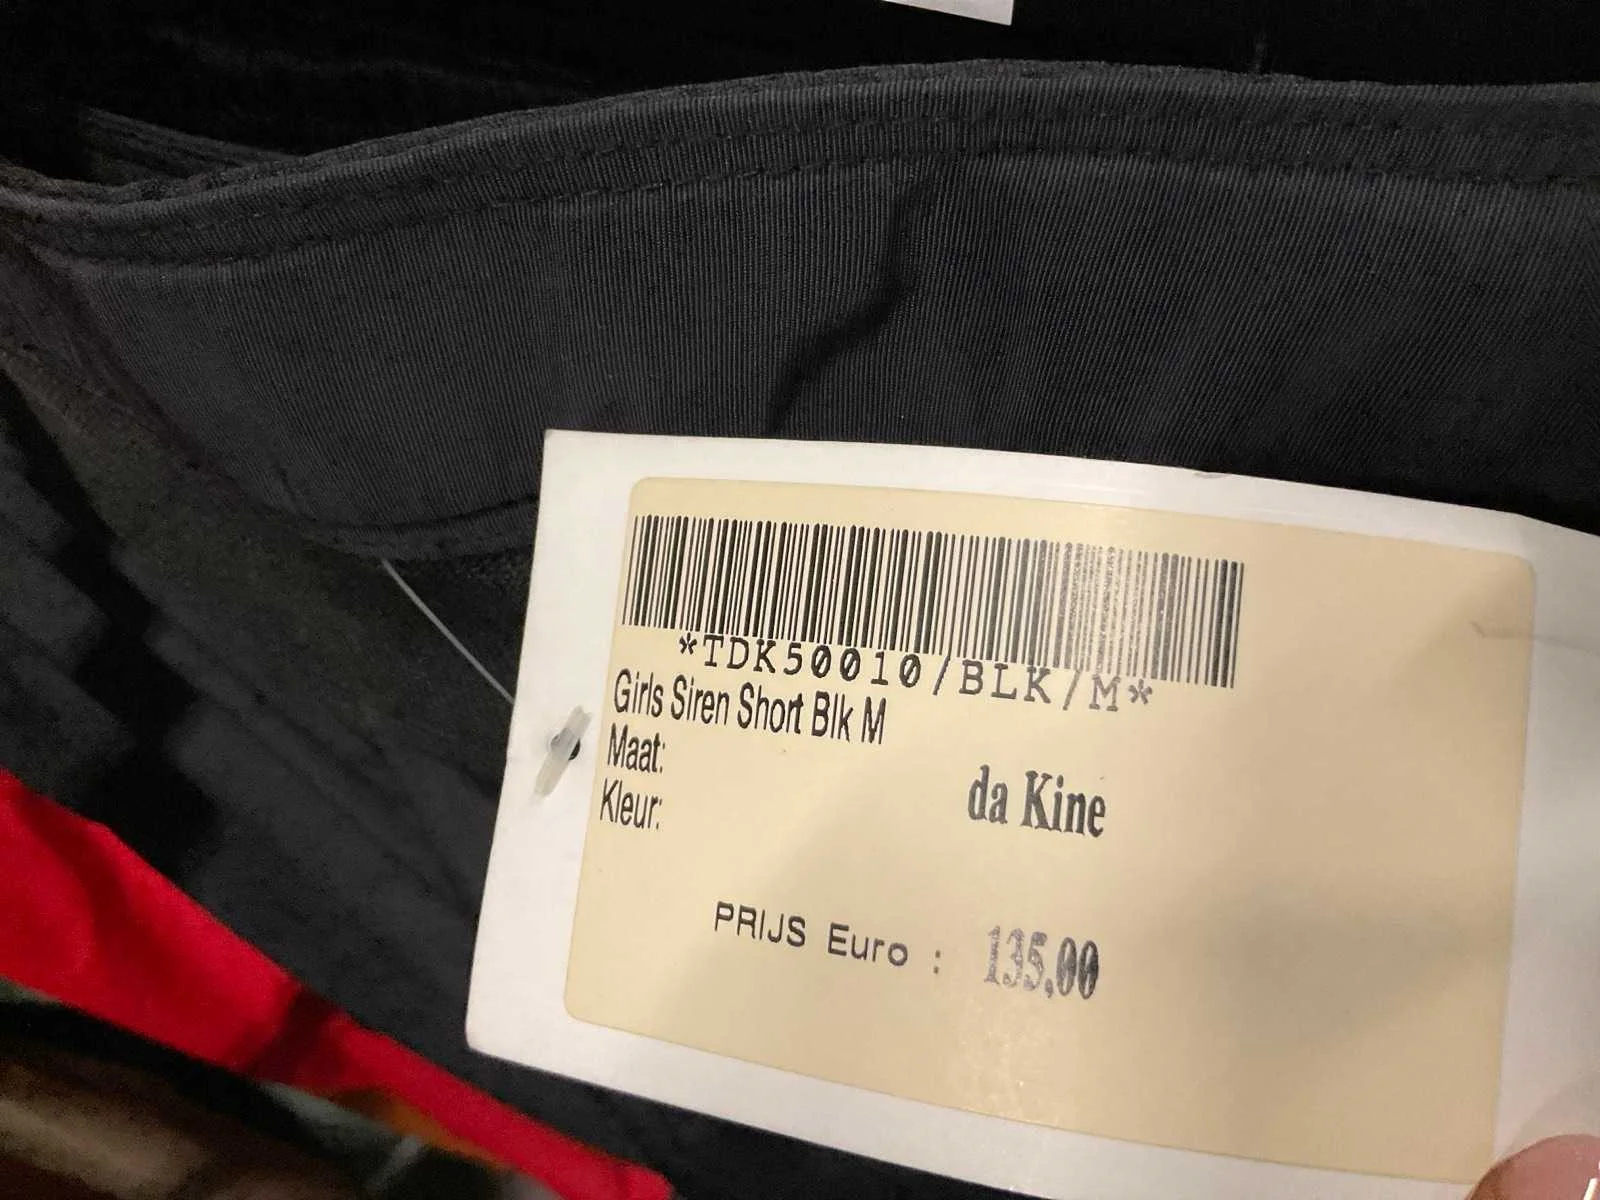 *TDK50010/BLK/M*
Girls Siren Short Blk M
Maat:
Kleur:
da Kine
PRIJS Euro : 135,00